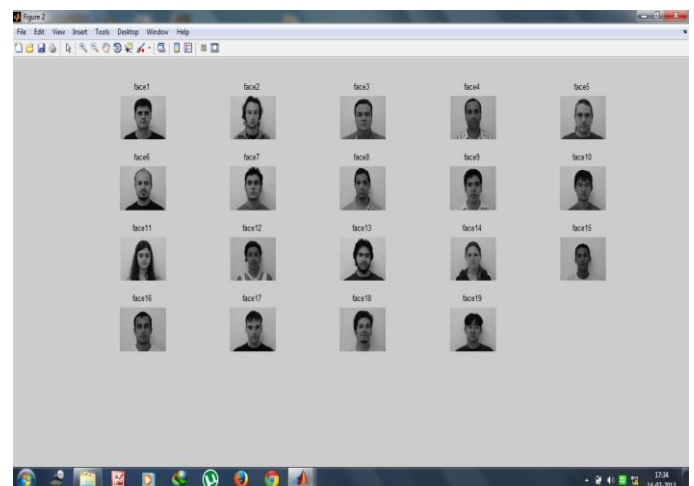 Figure 2
File Edit View Insert Tools Desktop Window Help
face1 face2 face3 face4 face5
face6 face7 face8 face9 face10
face11 face12 face13 face14 face15
face16 face17 face18 face19
17:34